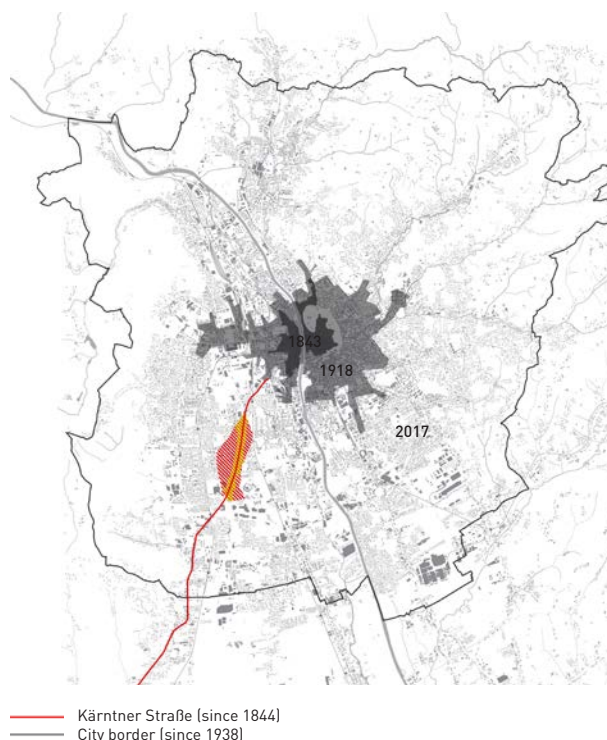 1843
1918
2017
Kärntner Straße (since 1844)
City border (since 1938)